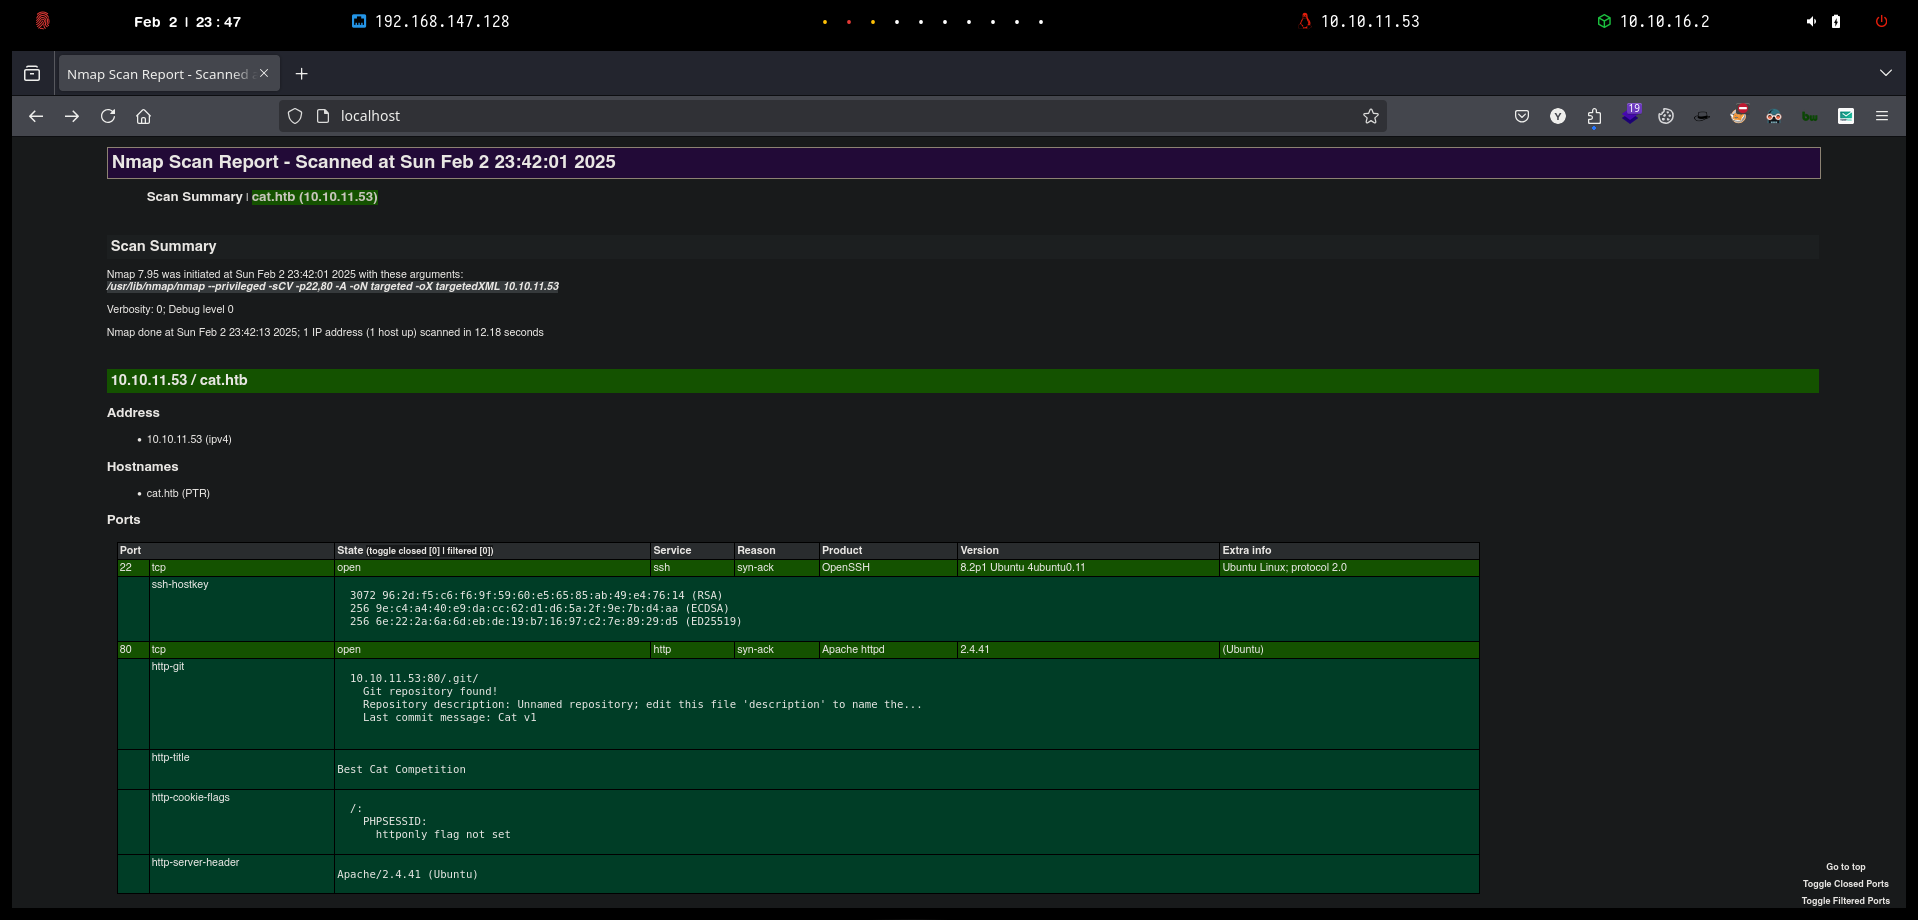 Feb 2 | 23:47 192.168.147.128 10.10.11.53 10.10.16.2
Nmap Scan Report - Scanned
localhost
19
Y
bw
Nmap Scan Report - Scanned at Sun Feb 2 23:42:01 2025
Scan Summary | cat.htb (10.10.11.53)
Scan Summary
Nmap 7.95 was initiated at Sun Feb 2 23:42:01 2025 with these arguments:
/usr/lib/nmap/nmap --privileged -sCV -p22,80 -A -oN targeted -oX targetedXML 10.10.11.53
Verbosity: 0; Debug level 0
Nmap done at Sun Feb 2 23:42:13 2025; 1 IP address (1 host up) scanned in 12.18 seconds
10.10.11.53 / cat.htb
Address
• 10.10.11.53 (ipv4)
Hostnames
• cat.htb (PTR)
Ports
Port State (toggle closed [0] | filtered [0]) Service Reason Product Version Extra info
22 tcp open ssh syn-ack OpenSSH 8.2p1 Ubuntu 4ubuntu0.11 Ubuntu Linux; protocol 2.0
ssh-hostkey
3072 96:2d:f5:c6:f6:9f:59:60:e5:65:85:ab:49:e4:76:14 (RSA)
256 9e:c4:a4:40:e9:da:cc:62:d1:d6:5a:2f:9e:7b:d4:aa (ECDSA)
256 6e:22:2a:6a:6d:eb:de:19:b7:16:97:c2:7e:89:29:d5 (ED25519)
80 tcp open http syn-ack Apache httpd 2.4.41 (Ubuntu)
http-git
10.10.11.53:80/.git/
Git repository found!
Repository description: Unnamed repository; edit this file 'description' to name the...
Last commit message: Cat v1
http-title
Best Cat Competition
http-cookie-flags
/:
PHPSESSID:
httponly flag not set
http-server-header
Apache/2.4.41 (Ubuntu)
Go to top
Toggle Closed Ports
Toggle Filtered Ports